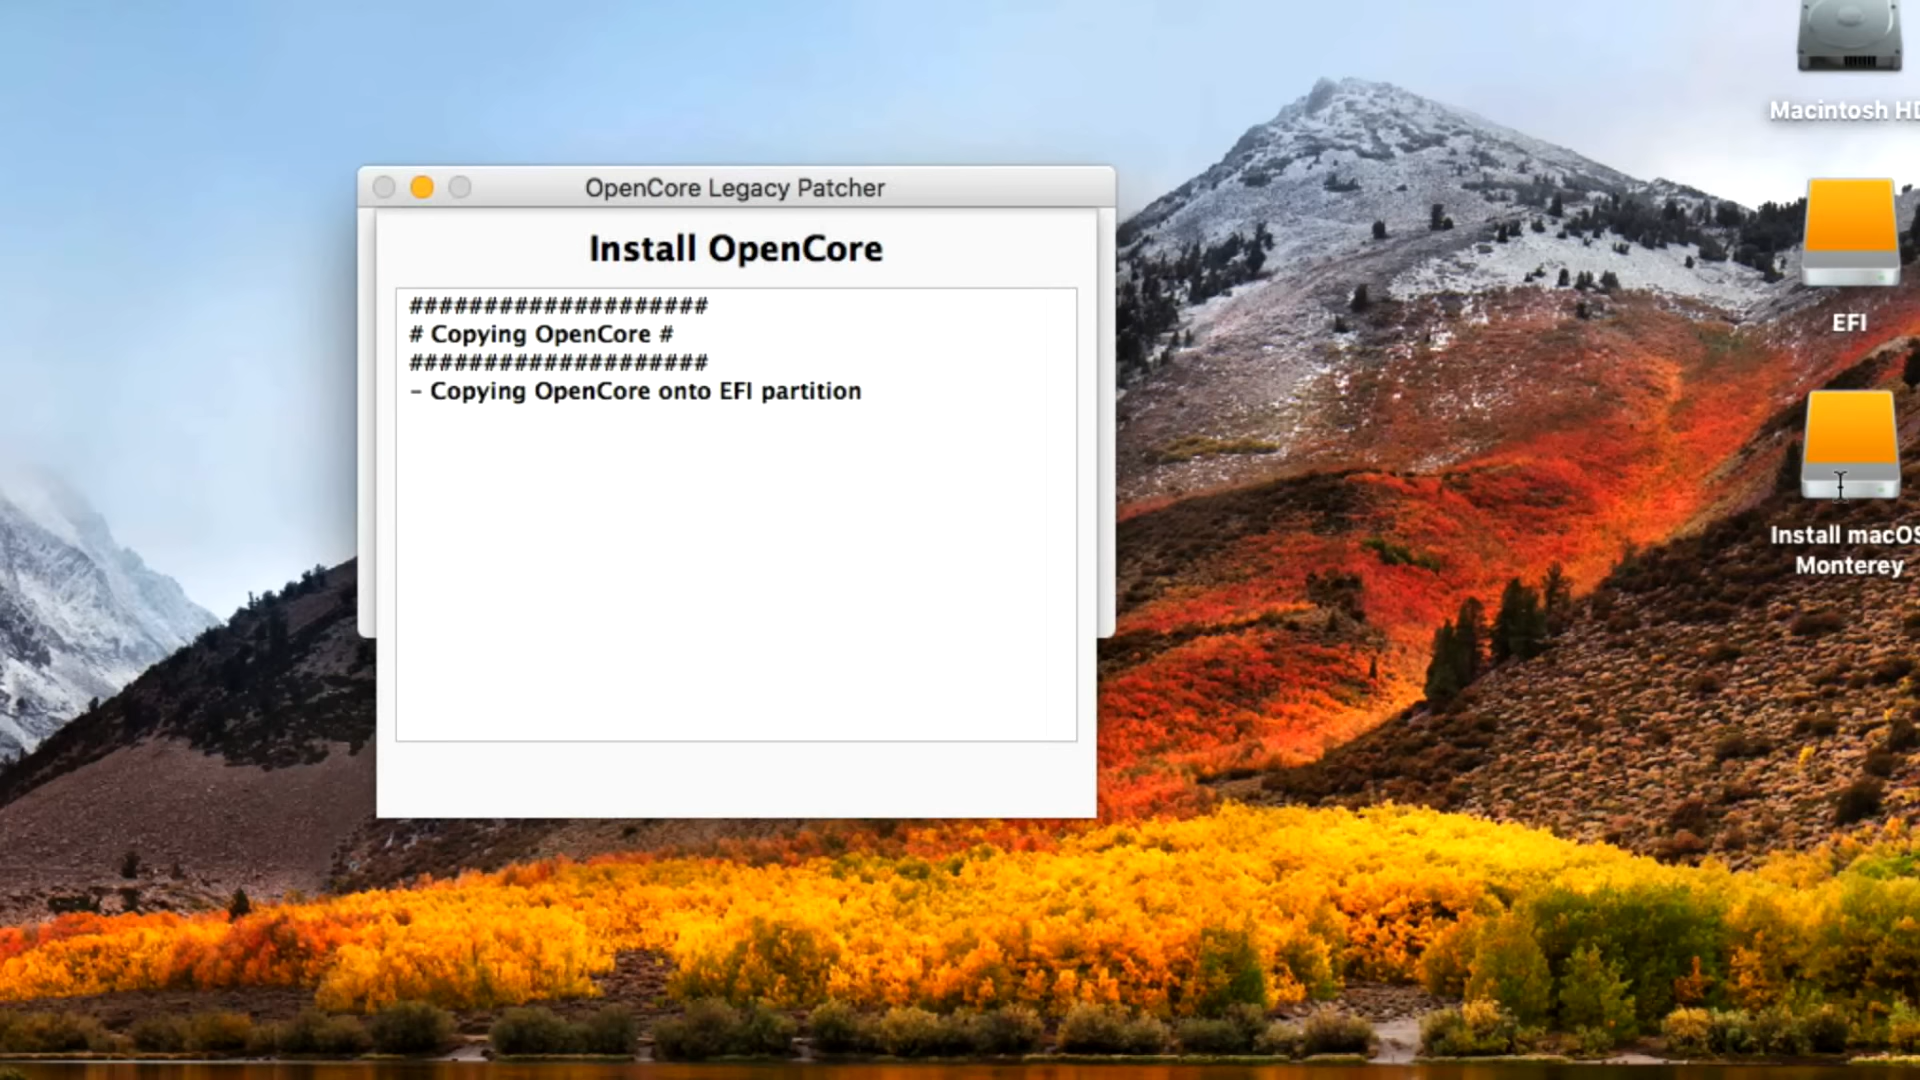 OpenCore Legacy Patcher
Install OpenCore
###################
# Copying OpenCore #
###################
- Copying OpenCore onto EFI partition
Macintosh HD
EFI
Install macOS
Monterey